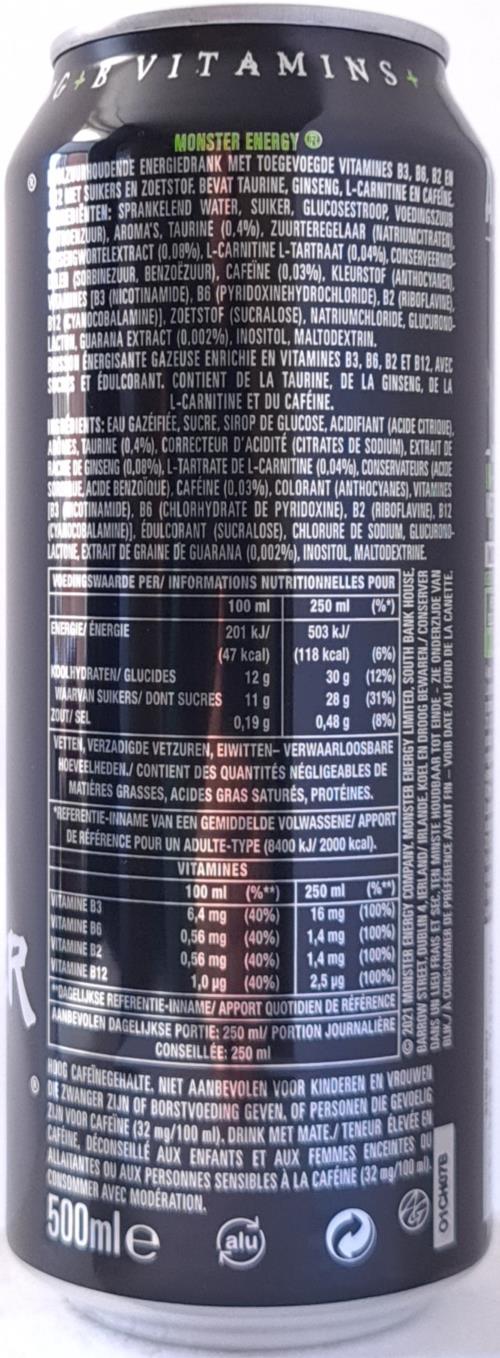 G + B VITAMINS +
MONSTER ENERGY ®
HOUDENDE ENERGIEDRANK MET TOEGEVOEGDE VITAMINES B3, B6, B2 EN
MET SUIKERS EN ZOETSTOF. BEVAT TAURINE, GINSENG, L-CARNITINE EN CAFEÏNE.
SPRANKELEND WATER, SUIKER, GLUCOSESTROOP, VOEDINGSZUUR
AROMA'S, TAURINE (0,4%), ZUURTEREGELAAR (NATRIUMCITRATEN),
(0,08%), L-CARNITINE L-TARTRAAT (0,04%), CONSERVEERMID-
(SORBINEZUUR, BENZOËZUUR), CAFEÏNE (0,03%), KLEURSTOF (ANTHOCYANEN),
[B3 (NICOTINAMIDE), B6 (PYRIDOXINEHYDROCHLORIDE), B2 (RIBOFLAVINE),
B12 (CYANOCOBALAMINE)], ZOETSTOF (SUCRALOSE), NATRIUMCHLORIDE, GLUCURONO-
GUARANA EXTRACT (0,002%), INOSITOL, MALTODEXTRIN.
ÉNERGISANTE GAZEUSE ENRICHIE EN VITAMINES B3, B6, B2 ET B12, AVEC
SUCRES ET ÉDULCORANT. CONTIENT DE LA TAURINE, DE LA GINSENG, DE LA
L-CARNITINE ET DU CAFÉINE.
EAU GAZÉIFIÉE, SUCRE, SIROP DE GLUCOSE, ACIDIFIANT (ACIDE CITRIQUE),
TAURINE (0,4%), CORRECTEUR D'ACIDITÉ (CITRATES DE SODIUM), EXTRAIT DE
RACINE DE GINSENG (0,08%), L-TARTRATE DE L-CARNITINE (0,04%), CONSERVATEURS (ACIDE
ACIDE BENZOÏQUE), CAFÉINE (0,03%), COLORANT (ANTHOCYANES), VITAMINES
[B3 (NICOTINAMIDE), B6 (CHLORHYDRATE DE PYRIDOXINE), B2 (RIBOFLAVINE), B12
(CYANOCOBALAMINE)], ÉDULCORANT (SUCRALOSE), CHLORURE DE SODIUM, GLUCURONO-
LACTONE, EXTRAIT DE GRAINE DE GUARANA (0,002%), INOSITOL, MALTODEXTRINE.
VOEDINGSWAARDE PER/ INFORMATIONS NUTRITIONNELLES POUR
100 ml 250 ml (%*)
ENERGIE/ ÉNERGIE 201 kJ/ 503 kJ/
(47 kcal) (118 kcal) (6%)
KOOLHYDRATEN/ GLUCIDES 12 g 30 g (12%)
WAARVAN SUIKERS/ DONT SUCRES 11 g 28 g (31%)
ZOUT/ SEL 0,19 g 0,48 g (8%)
VETTEN, VERZADIGDE VETZUREN, EIWITTEN– VERWAARLOOSBARE
HOEVEELHEDEN./ CONTIENT DES QUANTITÉS NÉGLIGEABLES DE
MATIÈRES GRASSES, ACIDES GRAS SATURÉS, PROTÉINES.
*REFERENTIE-INNAME VAN EEN GEMIDDELDE VOLWASSENE/ APPORT
DE RÉFÉRENCE POUR UN ADULTE-TYPE (8400 kJ/ 2000 kcal).
VITAMINES
100 ml (%**) 250 ml (%**)
VITAMINE B3 6,4 mg (40%) 16 mg (100%)
VITAMINE B6 0,56 mg (40%) 1,4 mg (100%)
VITAMINE B2 0,56 mg (40%) 1,4 mg (100%)
VITAMINE B12 1,0 µg (40%) 2,5 µg (100%)
**DAGELIJKSE REFERENTIE-INNAME/ APPORT QUOTIDIEN DE RÉFÉRENCE
AANBEVOLEN DAGELIJKSE PORTIE: 250 ml/ PORTION JOURNALIÈRE
CONSEILLÉE: 250 ml
© 2021 MONSTER ENERGY COMPANY. MONSTER ENERGY LIMITED, SOUTH BANK HOUSE,
BARROW STREET, DUBLIN 4, IERLAND/ IRLANDE. KOEL EN DROOG BEWAREN./ CONSERVER
DANS UN LIEU FRAIS ET SEC. TEN MINSTE HOUDBAAR TOT EINDE - ZIE ONDERZIJDE VAN
BLIK./ À CONSOMMER DE PRÉFÉRENCE AVANT FIN – VOIR DATE AU FOND DE LA CANETTE.
HOOG CAFEÏNEGEHALTE. NIET AANBEVOLEN VOOR KINDEREN EN VROUWEN
DIE ZWANGER ZIJN OF BORSTVOEDING GEVEN, OF PERSONEN DIE GEVOELIG
ZIJN VOOR CAFEÏNE (32 mg/100 ml). DRINK MET MATE./ TENEUR ÉLEVÉE EN
CAFÉINE. DÉCONSEILLÉ AUX ENFANTS ET AUX FEMMES ENCEINTES OU
ALLAITANTES OU AUX PERSONNES SENSIBLES À LA CAFÉINE (32 mg/100 ml).
CONSOMMER AVEC MODÉRATION.
500ml e
alu
01CH07B
R